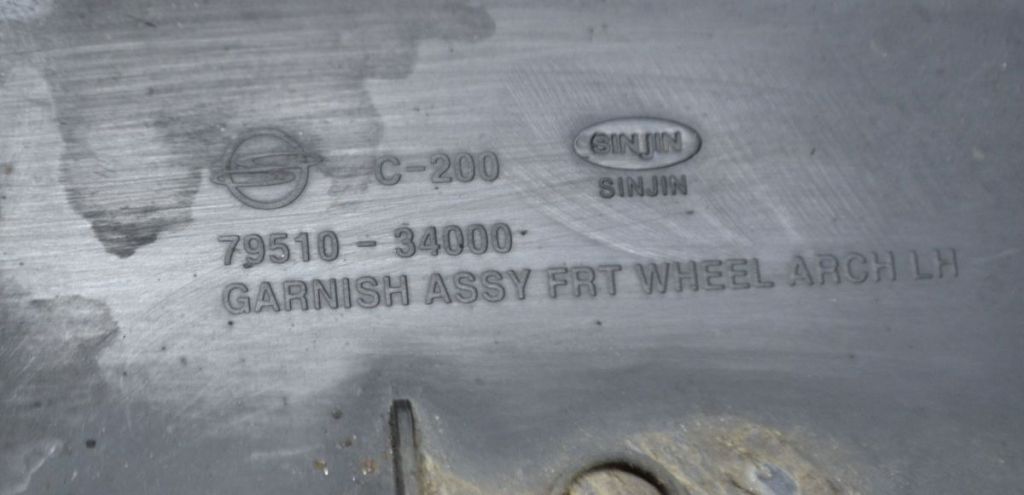 C-200
SINJIN
SINJIN
79510 - 34000
GARNISH ASSY FRT WHEEL ARCH LH